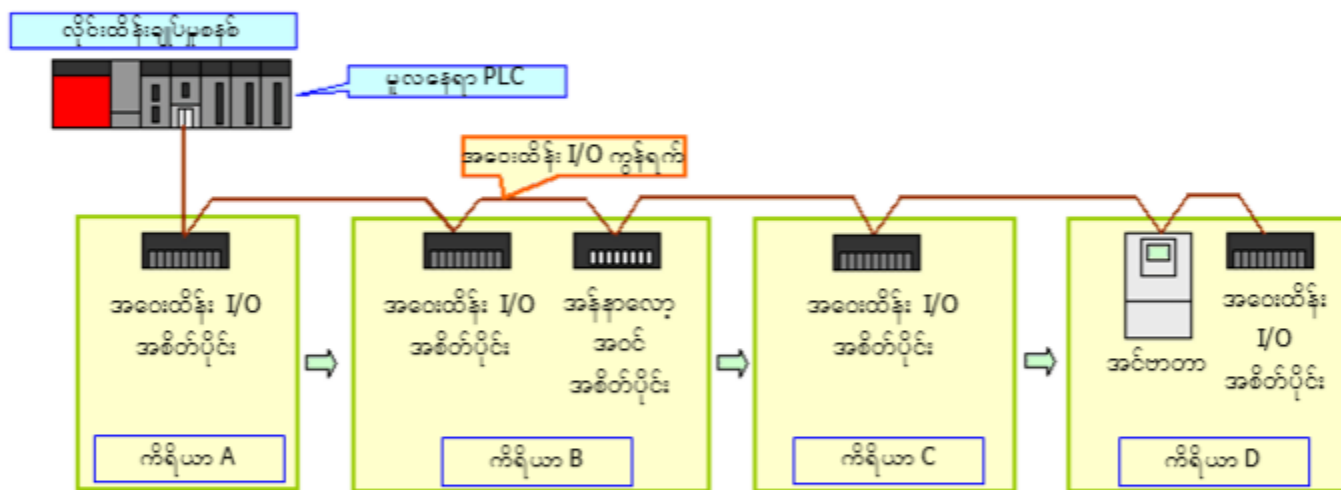 လိုင်းထိန်းချုပ်မှုစနစ်
မူလနေရာ PLC
အဝေးထိန်း I/O ကွန်ရက်
အဝေးထိန်း I/O
အစိတ်ပိုင်း
ကိရိယာ A
အဝေးထိန်း I/O
အစိတ်ပိုင်း
အန်နာလော့
အဝင်
အစိတ်ပိုင်း
ကိရိယာ B
အဝေးထိန်း I/O
အစိတ်ပိုင်း
ကိရိယာ C
အင်ဗာတာ
အဝေးထိန်း
I/O
အစိတ်ပိုင်း
ကိရိယာ D